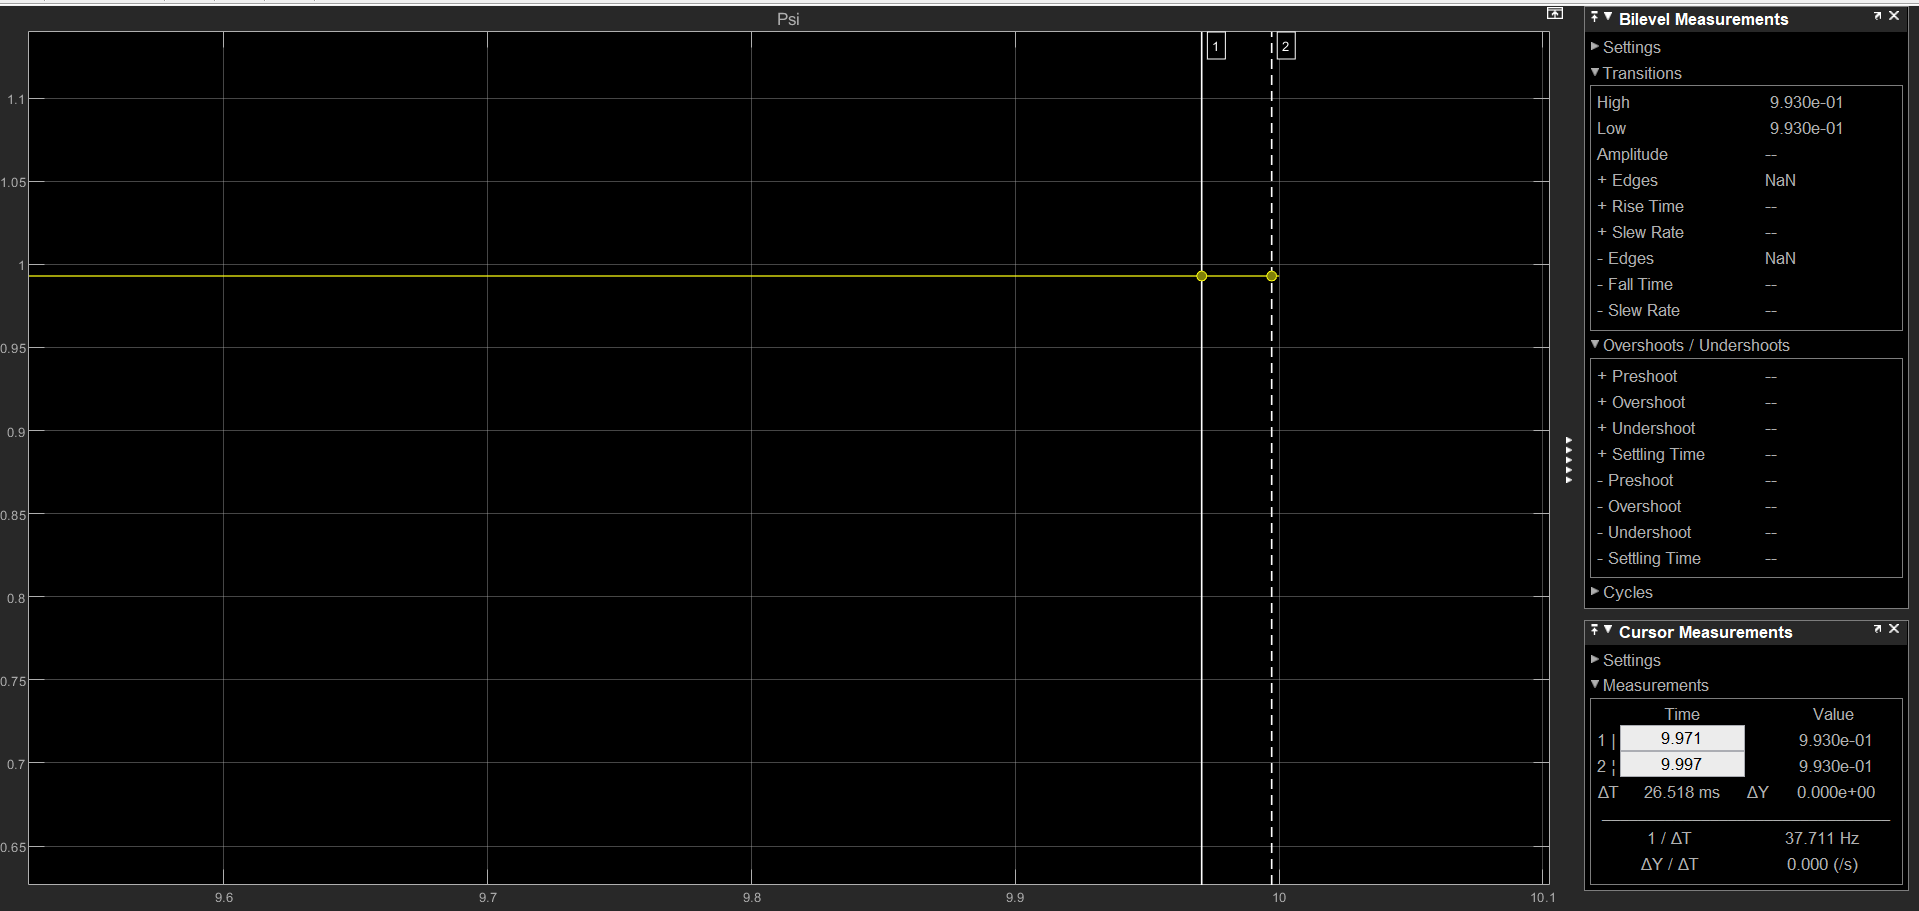 Psi
1
2
1.1
1.05
1
0.95
0.9
0.85
0.8
0.75
0.7
0.65
9.6 9.7 9.8 9.9 10 10.1
Bilevel Measurements
Settings
Transitions
High 9.930e-01
Low 9.930e-01
Amplitude --
+ Edges NaN
+ Rise Time --
+ Slew Rate --
- Edges NaN
- Fall Time --
- Slew Rate --
Overshoots / Undershoots
+ Preshoot --
+ Overshoot --
+ Undershoot --
+ Settling Time --
- Preshoot --
- Overshoot --
- Undershoot --
- Settling Time --
Cycles
Cursor Measurements
Settings
Measurements
Time Value
1 | 9.971 9.930e-01
2 ¦ 9.997 9.930e-01
ΔT 26.518 ms ΔY 0.000e+00
1 / ΔT 37.711 Hz
ΔY / ΔT 0.000 (/s)